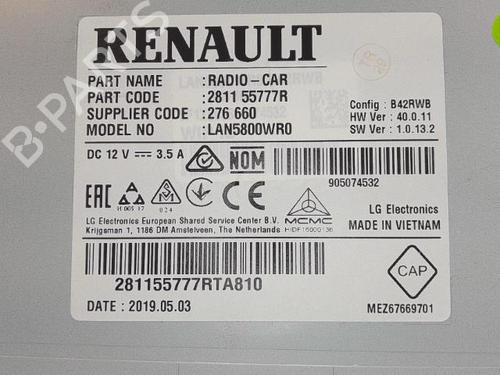 RENAULT
PART NAME : RADIO-CAR
PART CODE : 2811 55777R
SUPPLIER CODE : 276 660
MODEL NO : LAN5800WR0
Config : B42RWB
HW Ver : 40.0.11
SW Ver : 1.0.13.2
DC 12 V 3.5 A
NOM
905074532
EAC
024
CE
MCMC
LG Electronics European Shared Service Center B.V.
Krijgsman 1, 1186 DM Amstelveen, The Netherlands
HIDF16000136
LG Electronics
MADE IN VIETNAM
281155777RTA810
CAP
DATE : 2019.05.03
MEZ67669701
B-PARTS